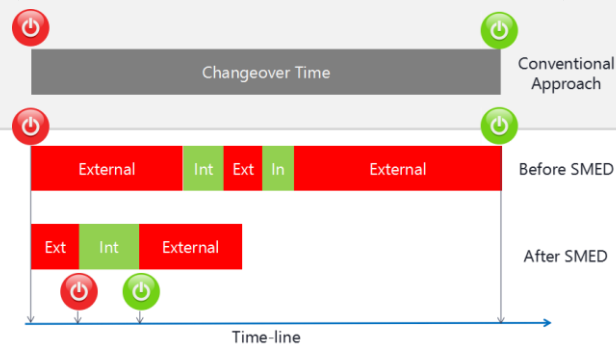 Changeover Time
Conventional
Approach
External Int Ext In External
Before SMED
Ext Int External
After SMED
Time-line